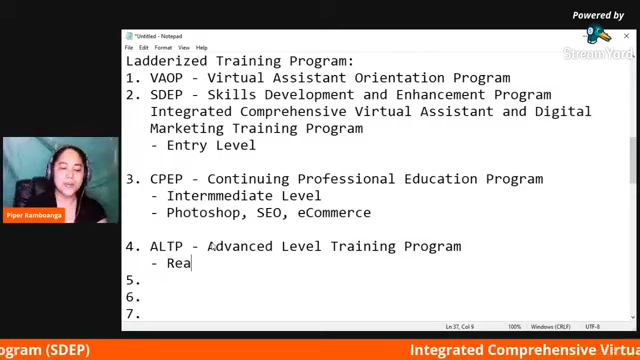 Powered by
StreamYard
*Untitled - Notepad
File Edit Format View Help
Ladderized Training Program:
1. VAOP - Virtual Assistant Orientation Program
2. SDEP - Skills Development and Enhancement Program
Integrated Comprehensive Virtual Assistant and Digital
Marketing Training Program
- Entry Level
3. CPEP - Continuing Professional Education Program
- Intermmediate Level
- Photoshop, SEO, eCommerce
4. ALTP - Advanced Level Training Program
- Rea
5.
6.
7.
Piper Ramboanga
Ln 37, Col 9 100% Windows (CRLF) UTF-8
ogram (SDEP) Integrated Comprehensive Virtua